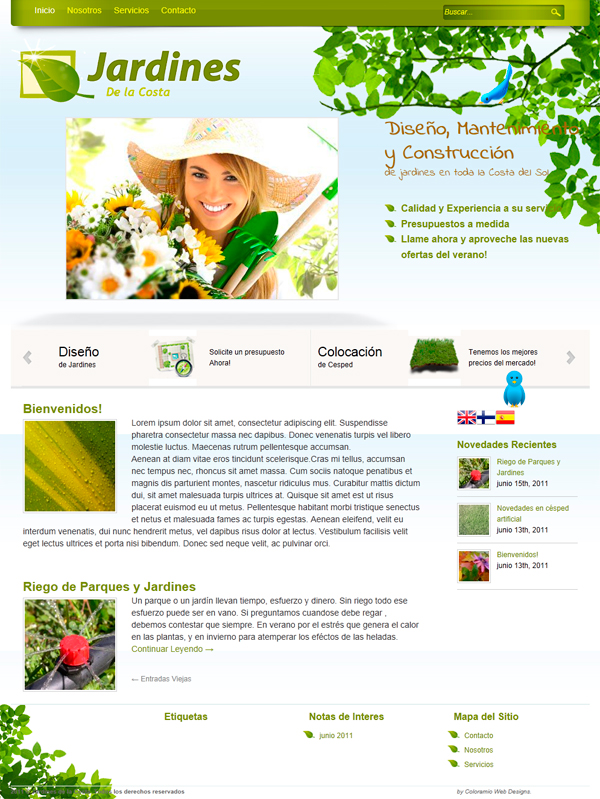 Inicio Nosotros Servicios Contacto
Buscar...
Jardines
De la Costa
Diseño, Mantenimiento
y Construcción
de jardines en toda la Costa del Sol
Calidad y Experiencia a su
Presupuestos a medida
Llame ahora y aproveche las nuevas
ofertas del verano!
Diseño
de Jardines
Solicite un presupuesto
Ahora!
Colocación
de Cesped
Tenemos los mejores
precios del mercado!
Bienvenidos!
Lorem ipsum dolor sit amet, consectetur adipiscing elit. Suspendisse
pharetra consectetur massa nec dapibus. Donec venenatis turpis vel libero
molestie luctus. Maecenas rutrum pellentesque accumsan.
Aenean at diam vitae eros tincidunt scelerisque.Cras mi tellus, accumsan
nec tempus nec, rhoncus sit amet massa. Cum sociis natoque penatibus et
magnis dis parturient montes, nascetur ridiculus mus. Curabitur mattis dictum
dui, sit amet malesuada turpis ultrices at. Quisque sit amet est ut risus
placerat euismod eu ut metus. Pellentesque habitant morbi tristique senectus
et netus et malesuada fames ac turpis egestas. Aenean eleifend, velit eu
interdum venenatis, dui nunc hendrerit metus, vel dapibus risus dolor at lectus. Vestibulum facilisis velit
eget lectus ultrices et porta nisi bibendum. Donec sed neque velit, ac pulvinar orci.
Novedades Recientes
Riego de Parques y
Jardines
junio 15th, 2011
Novedades en césped
artificial
junio 13th, 2011
Bienvenidos!
junio 13th, 2011
Riego de Parques y Jardines
Un parque o un jardín llevan tiempo, esfuerzo y dinero. Sin riego todo ese
esfuerzo puede ser en vano. Si preguntamos cuandose debe regar ,
debemos contestar que siempre. En verano por el estrés que genera el calor
en las plantas, y en invierno para atemperar los eféctos de las heladas.
Continuar Leyendo →
← Entradas Viejas
Etiquetas
Notas de Interes
junio 2011
Mapa del Sitio
Contacto
Nosotros
Servicios
los derechos reservados
by Coloremio Web Designs.